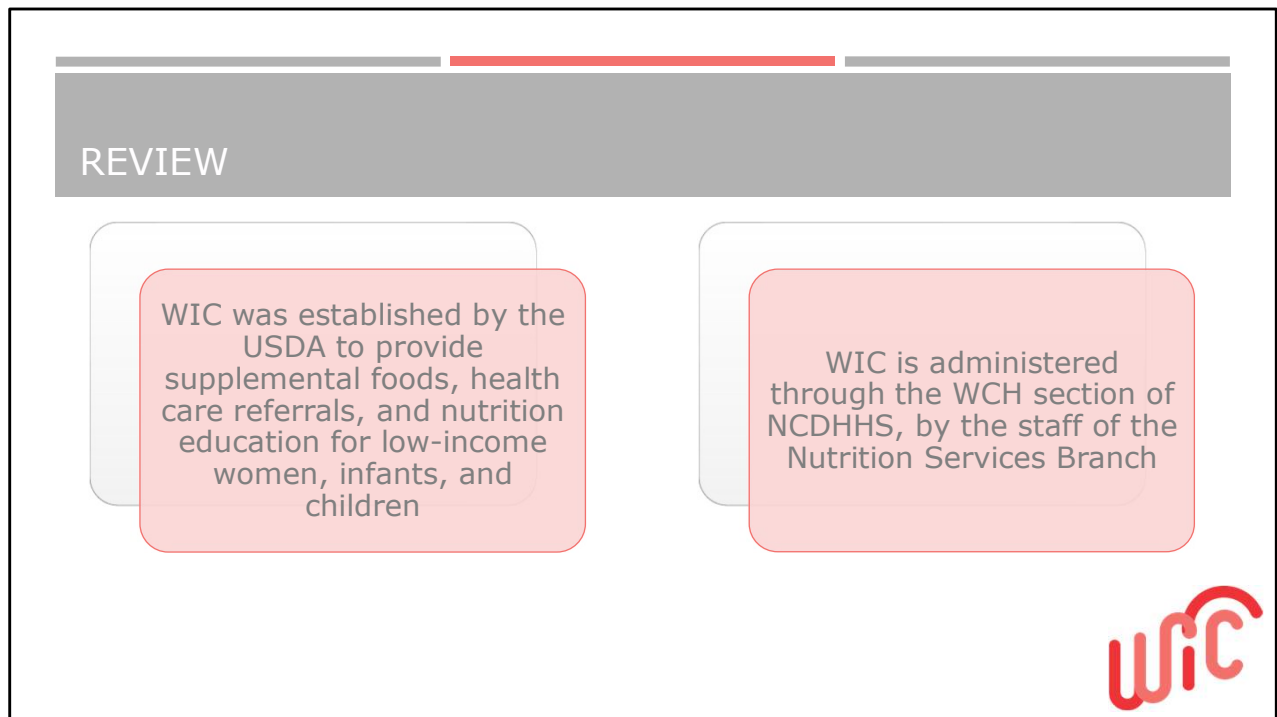 REVIEW
WIC was established by the
USDA to provide
supplemental foods, health
care referrals, and nutrition
education for low-income
women, infants, and
children
WIC is administered
through the WCH section of
NCDHHS, by the staff of the
Nutrition Services Branch
wic